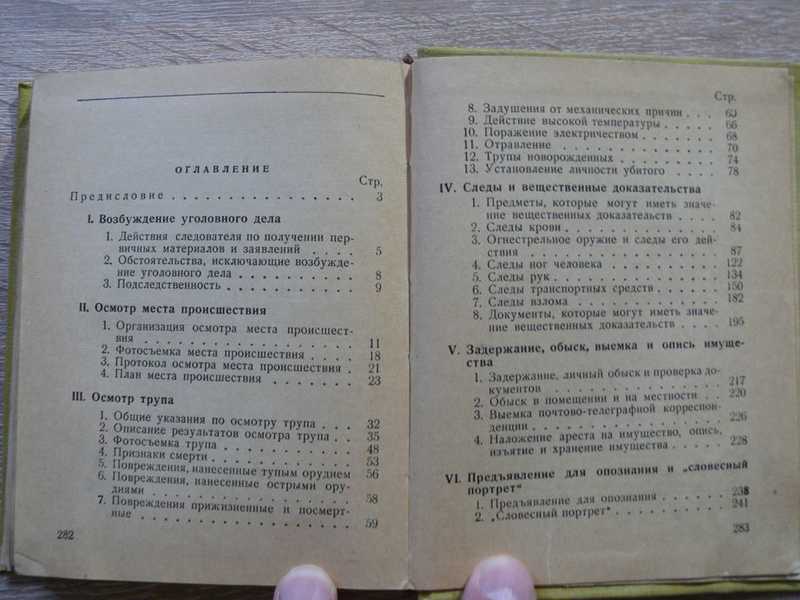 ОГЛАВЛЕНИЕ
Стр.
Предисловие . . . . . . . . . . . . . . . . 3
I. Возбуждение уголовного дела
1. Действия следователя по получении пер-
вичных материалов и заявлений . . . . 5
2. Обстоятельства, исключающие возбужде-
ние уголовного дела . . . . . . . . . . 8
3. Подследственность . . . . . . . . . . . 9
II. Осмотр места происшествия
1. Организация осмотра места происшест-
вия . . . . . . . . . . . . . . . . . 11
2. Фотосъемка места происшествия . . . . 18
3. Протокол осмотра места происшествия . 21
4. План места происшествия . . . . . . . 23
III. Осмотр трупа
1. Общие указания по осмотру трупа . . . 32
2. Описание результатов осмотра трупа . . 35
3. Фотосъемка трупа . . . . . . . . . . . 48
4. Признаки смерти . . . . . . . . . . . . 53
5. Повреждения, нанесенные тупым орудием 56
6. Повреждения, нанесенные острыми ору-
диями . . . . . . . . . . . . . . . . 58
7. Повреждения прижизненные и посмерт-
ные . . . . . . . . . . . . . . . . . 59
282
Стр.
8. Задушения от механических причин . . . 63
9. Действие высокой температуры . . . . . 66
10. Поражение электричеством . . . . . . . 68
11. Отравление . . . . . . . . . . . . . 70
12. Трупы новорожденных . . . . . . . . . 74
13. Установление личности убитого . . . . 78
IV. Следы и вещественные доказательства
1. Предметы, которые могут иметь значе-
ние вещественных доказательств . . . . 82
2. Следы крови . . . . . . . . . . . . . 84
3. Огнестрельное оружие и следы его дей-
ствия . . . . . . . . . . . . . . . . 87
4. Следы ног человека . . . . . . . . . . 122
5. Следы рук . . . . . . . . . . . . . . 134
6. Следы транспортных средств . . . . . . 150
7. Следы взлома . . . . . . . . . . . . . 182
8. Документы, которые могут иметь значе-
ние вещественных доказательств . . . . 195
V. Задержание, обыск, выемка и опись имуще-
ства
1. Задержание, личный обыск и проверка до-
кументов . . . . . . . . . . . . . . . 217
2. Обыск в помещении и на местности . . 220
3. Выемка почтово-телеграфной корреспон-
денции . . . . . . . . . . . . . . . . 226
4. Наложение ареста на имущество, опись,
изъятие и хранение имущества . . . . . 228
VI. Предъявление для опознания и „словесный
портрет“
1. Предъявление для опознания . . . . . . 238
2. „Словесный портрет“ . . . . . . . . . 241
283